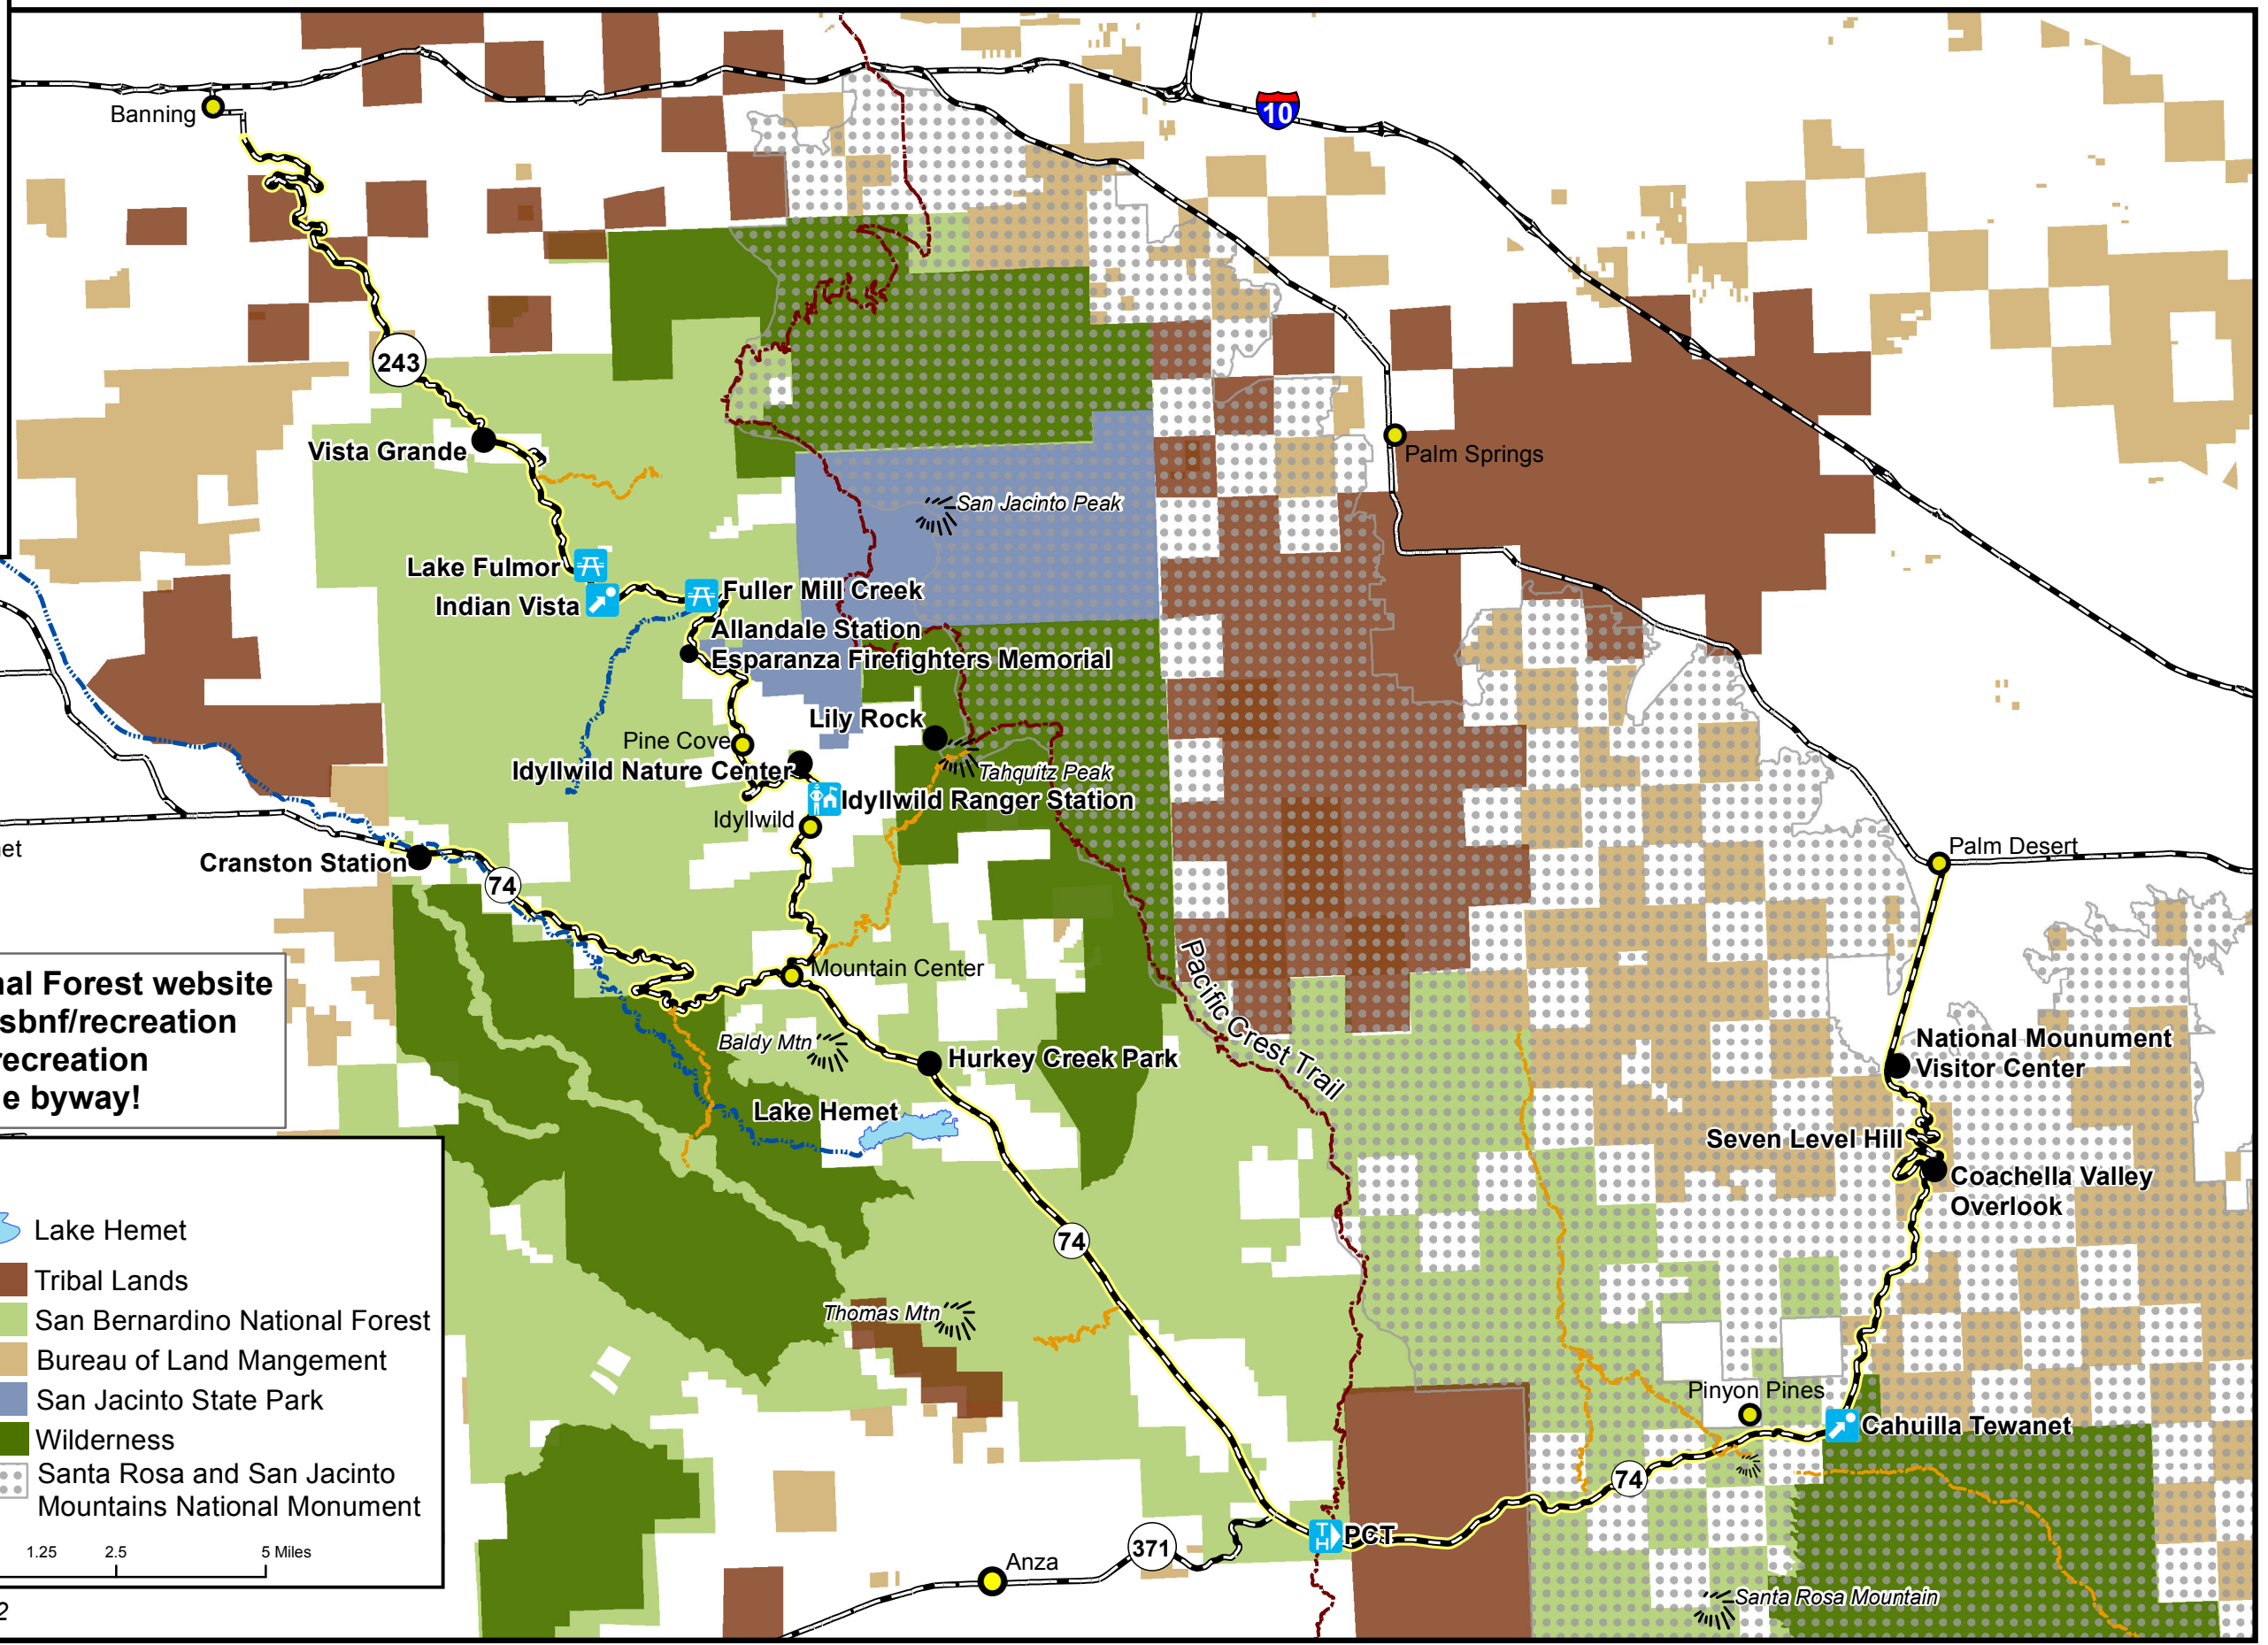 10
Banning
243
Vista Grande
Palm Springs
San Jacinto Peak
Lake Fulmor
Indian Vista
Fuller Mill Creek
Allandale Station
Esparanza Firefighters Memorial
Lily Rock
Pine Cove
Idyllwild Nature Center
Tahquitz Peak
Idyllwild Ranger Station
Idyllwild
et
Cranston Station
74
Palm Desert
Mountain Center
Pacific Crest Trail
nal Forest website
sbnf/recreation
recreation
e byway!
Baldy Mtn
Hurkey Creek Park
National Mounument
Visitor Center
Lake Hemet
Seven Level Hill
Coachella Valley
Overlook
74
Thomas Mtn
Pinyon Pines
Cahuilla Tewanet
74
TH
PCT
371
Anza
Santa Rosa Mountain
Lake Hemet
Tribal Lands
San Bernardino National Forest
Bureau of Land Mangement
San Jacinto State Park
Wilderness
Santa Rosa and San Jacinto
Mountains National Monument
1.25 2.5 5 Miles
2